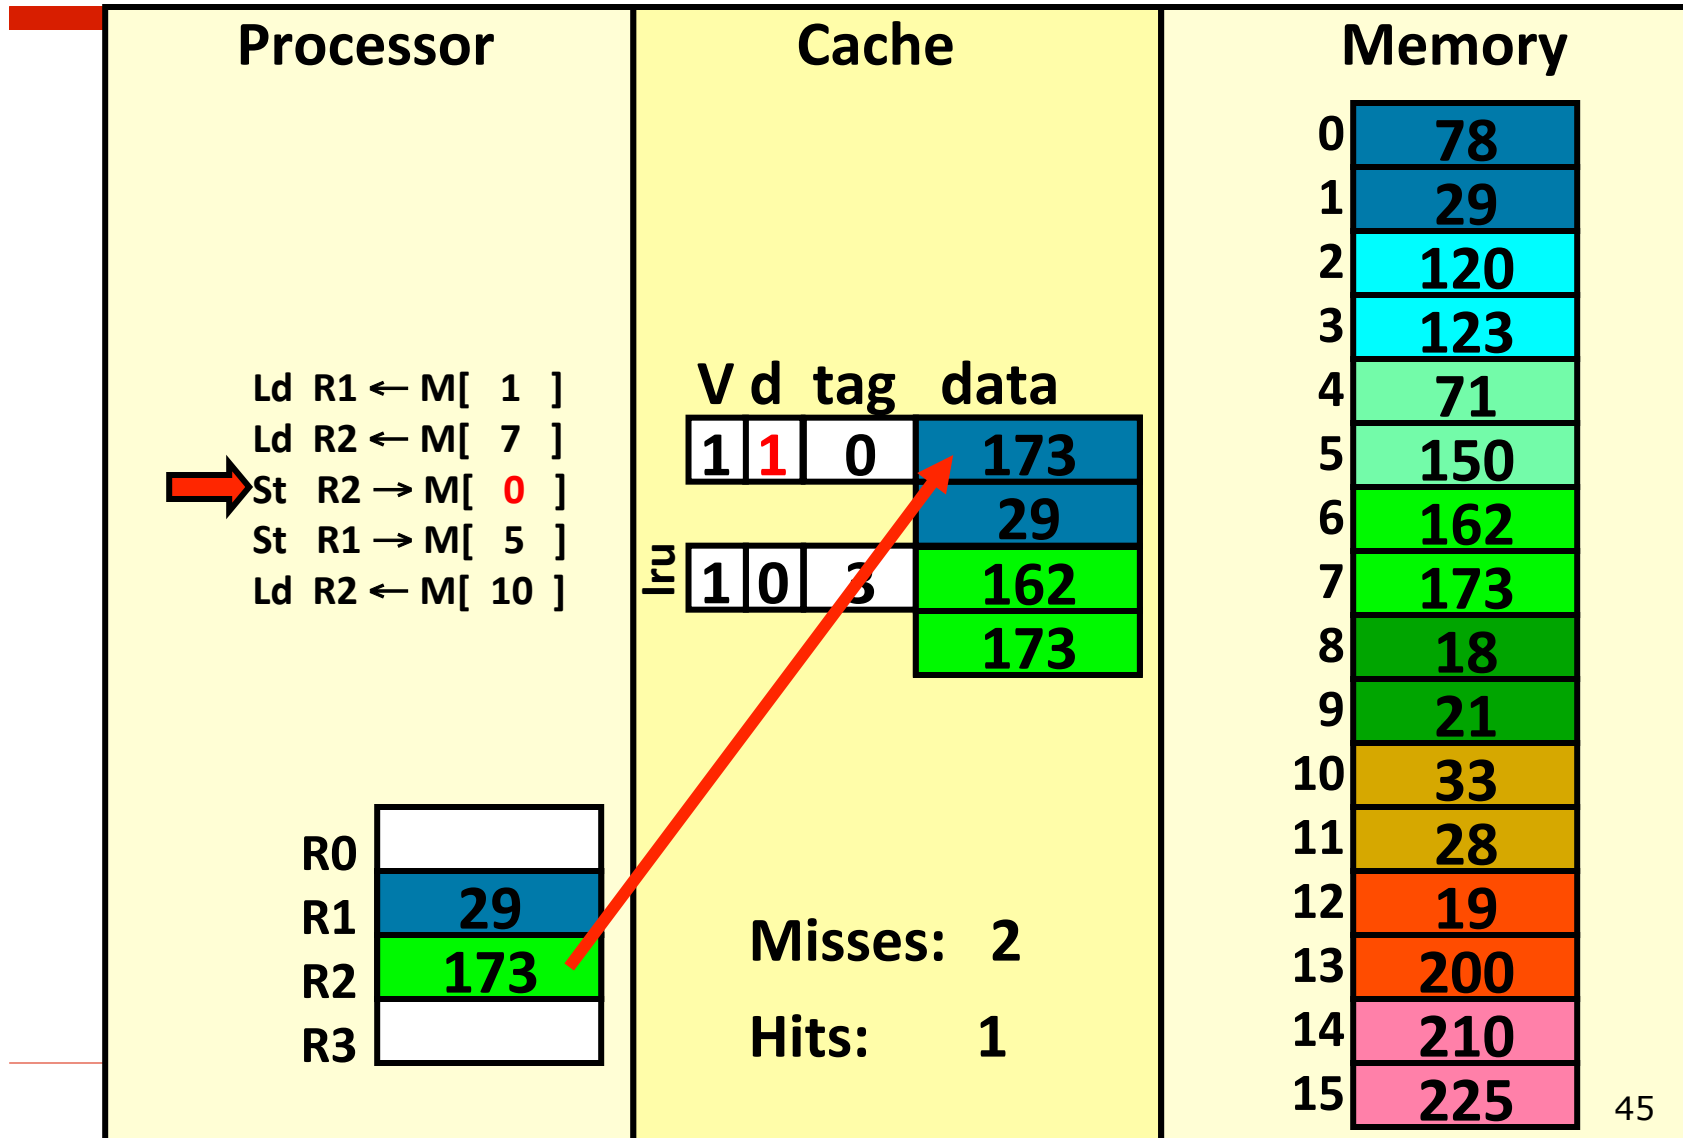 Processor
Cache
Memory
Ld R1 ← M[ 1 ]
Ld R2 ← M[ 7 ]
St R2 → M[ 0 ]
St R1 → M[ 5 ]
Ld R2 ← M[ 10 ]
R0
R1 29
R2 173
R3
V d tag data
1 1 0 173
29
lru 1 0 3 162
173
Misses: 2
Hits: 1
0 78
1 29
2 120
3 123
4 71
5 150
6 162
7 173
8 18
9 21
10 33
11 28
12 19
13 200
14 210
15 225
45